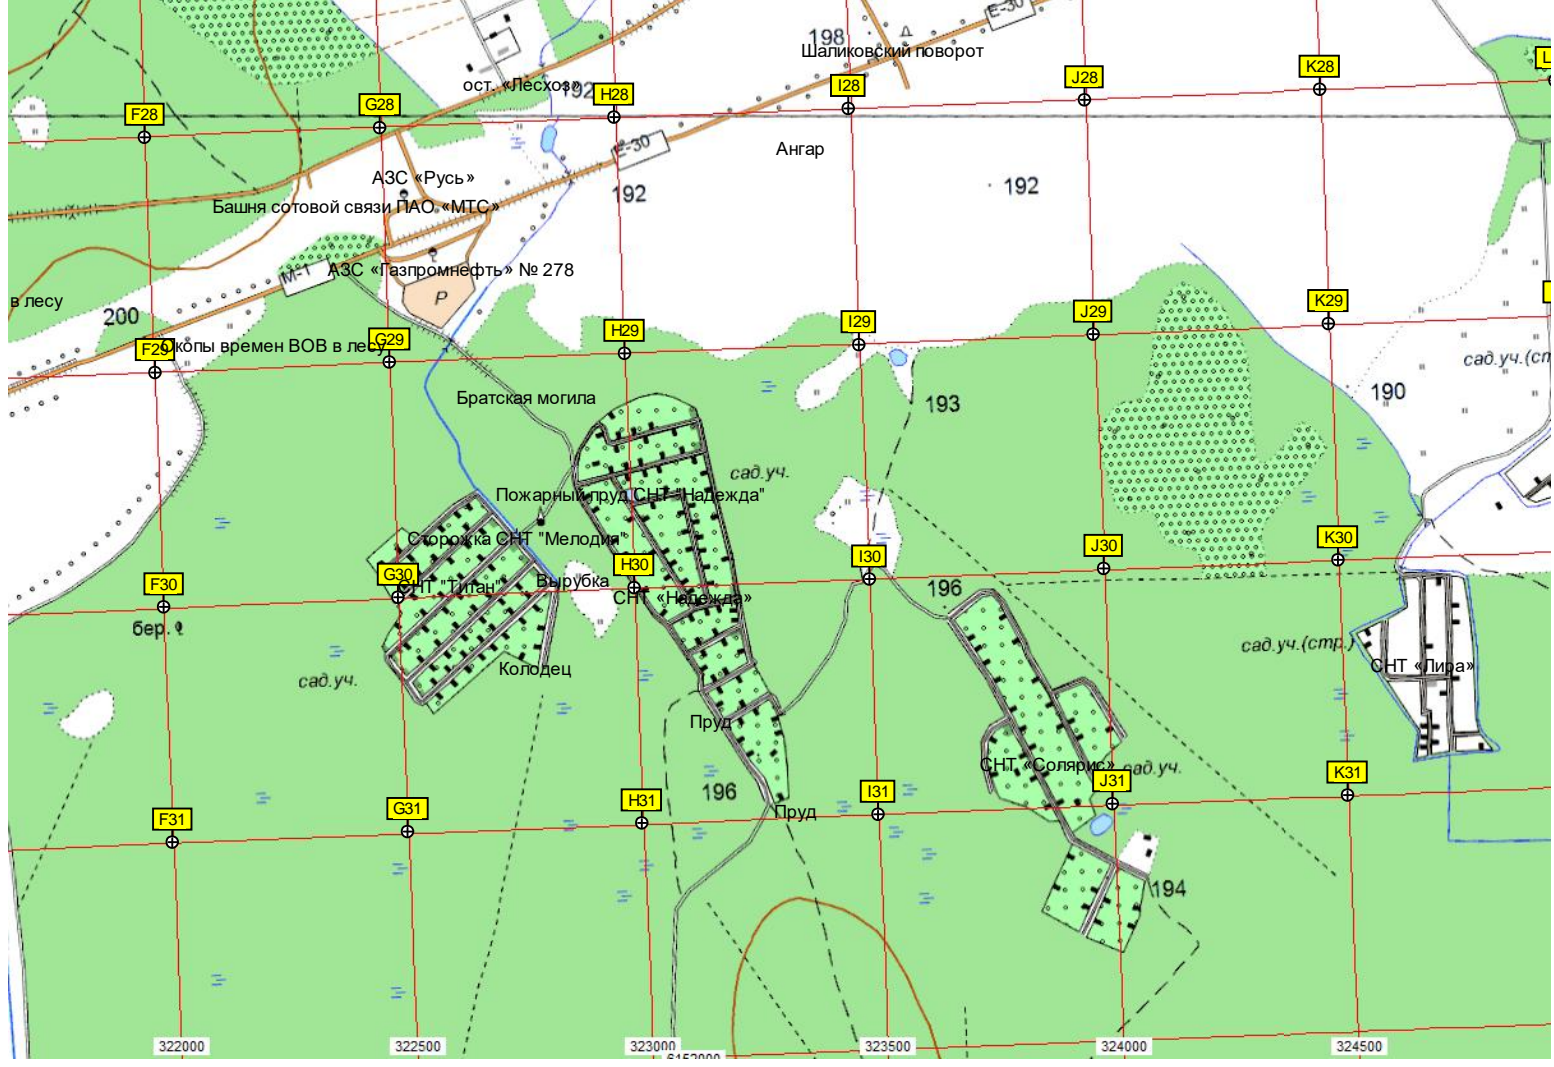 E-30
198
Шаликовский поворот
L
K28
J28
I28
ост. «Лесхоз»
192
H28
G28
F28
Ангар
E-30
АЗС «Русь»
192
192
Башня сотовой связи ПАО «МТС»
М-1
АЗС «Газпромнефть» № 278
P
в лесу
200
K29
J29
I29
H29
G29
F29
Окопы времен ВОВ в лесу
сад.уч.(ст
190
Братская могила
193
сад.уч.
Пожарный пруд СНТ "Надежда"
Сторожка СНТ "Мелодия"
K30
J30
I30
H30
G30
F30
СНТ "Титан"
Вырубка
СНТ «Надежда»
196
бер.
сад.уч.(стр.)
СНТ «Лира»
Колодец
сад.уч.
Пруд
СНТ «Солярис»
сад.уч.
K31
J31
I31
196
H31
G31
F31
Пруд
194
322000
322500
323000
323500
324000
324500
6152000